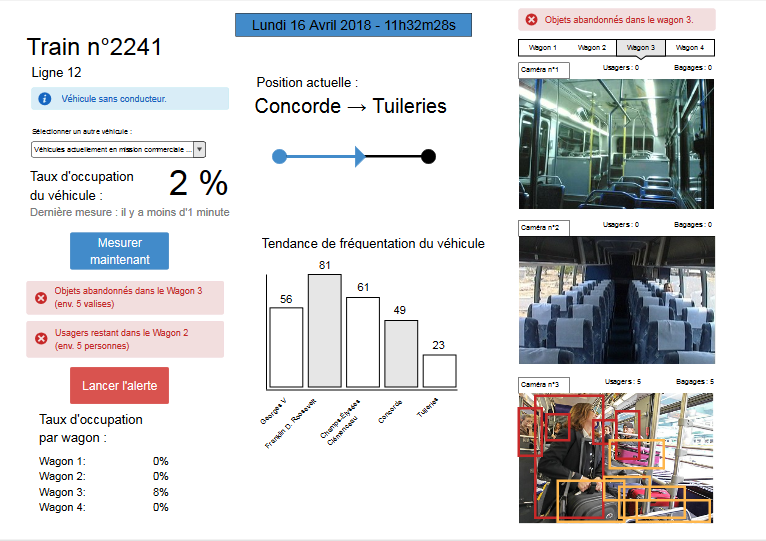 Train n°2241
Ligne 12
Véhicule sans conducteur.
Sélectionner un autre véhicule :
Véhicules actuellement en mission commerciale ...
Taux d'occupation
du véhicule :
2 %
Dernière mesure : il y a moins d'1 minute
Mesurer
maintenant
Objets abandonnés dans le Wagon 3
(env. 5 valises)
Usagers restant dans le Wagon 2
(env. 5 personnes)
Lancer l'alerte
Taux d'occupation
par wagon :
Wagon 1: 0%
Wagon 2: 0%
Wagon 3: 8%
Wagon 4: 0%
Lundi 16 Avril 2018 - 11h32m28s
Position actuelle :
Concorde → Tuileries
Tendance de fréquentation du véhicule
56
81
61
49
23
Georges V
Franklin D. Roosevelt
Champs-Élysées
Clémenceau
Concorde
Tuileries
Objets abandonnés dans le wagon 3.
Wagon 1 Wagon 2 Wagon 3 Wagon 4
Caméra n°1 Usagers : 0 Bagages : 0
Caméra n°2 Usagers : 0 Bagages : 0
Caméra n°3 Usagers : 5 Bagages : 5